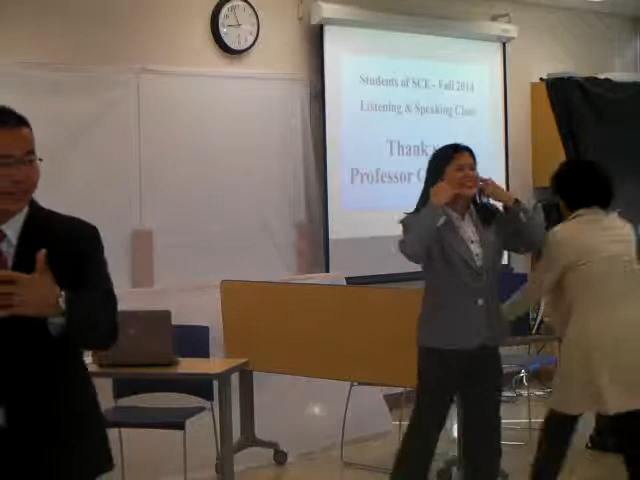 Students of SCE - Fall 2014
Listening & Speaking Class
Thank
Professor